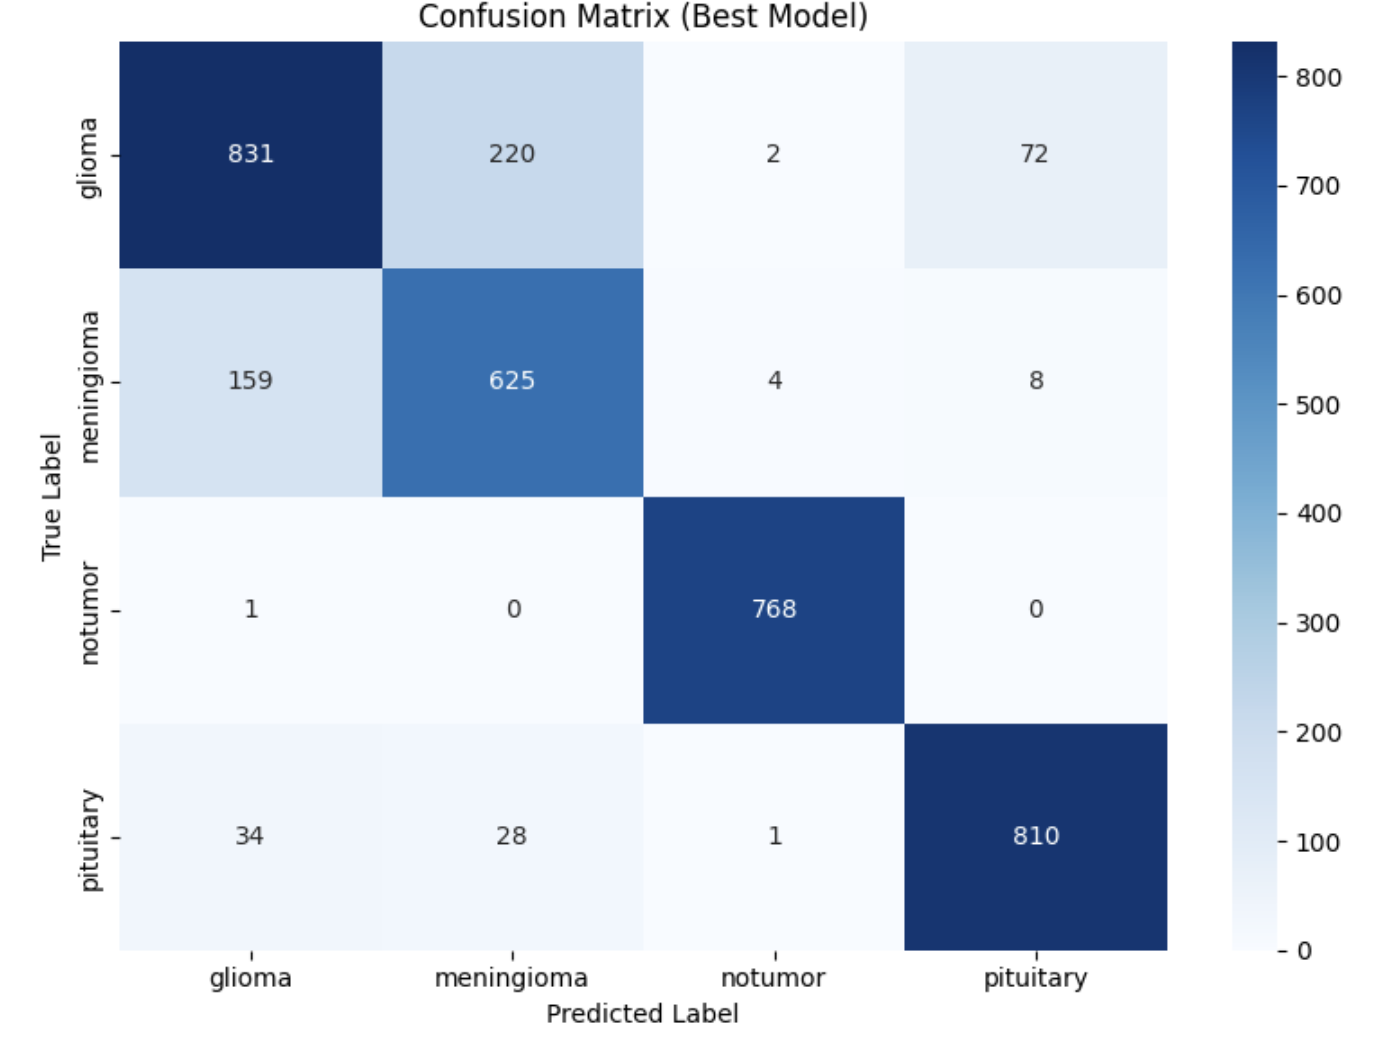 Confusion Matrix (Best Model)
True Label
glioma
831 220 2 72
meningioma
159 625 4 8
notumor
1 0 768 0
pituitary
34 28 1 810
glioma meningioma notumor pituitary
Predicted Label
800
700
600
500
400
300
200
100
0